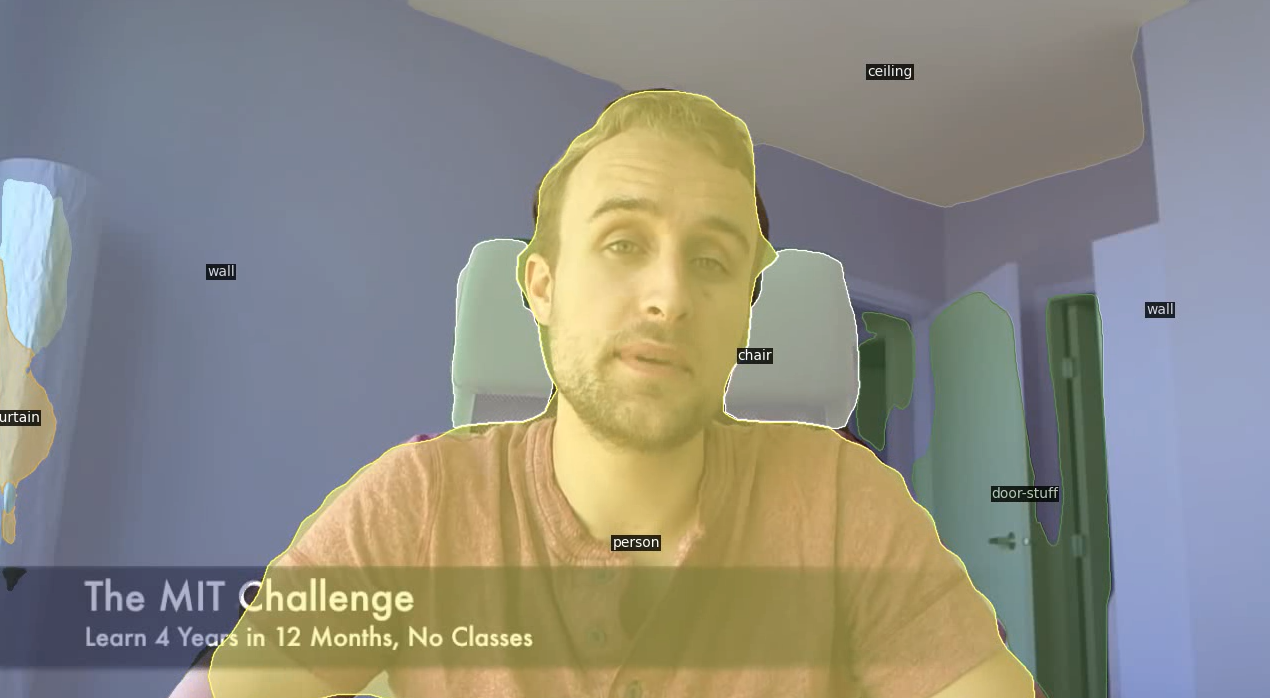 ceiling
wall
wall
chair
urtain
door-stuff
person
The MIT Challenge
Learn 4 Years in 12 Months, No Classes